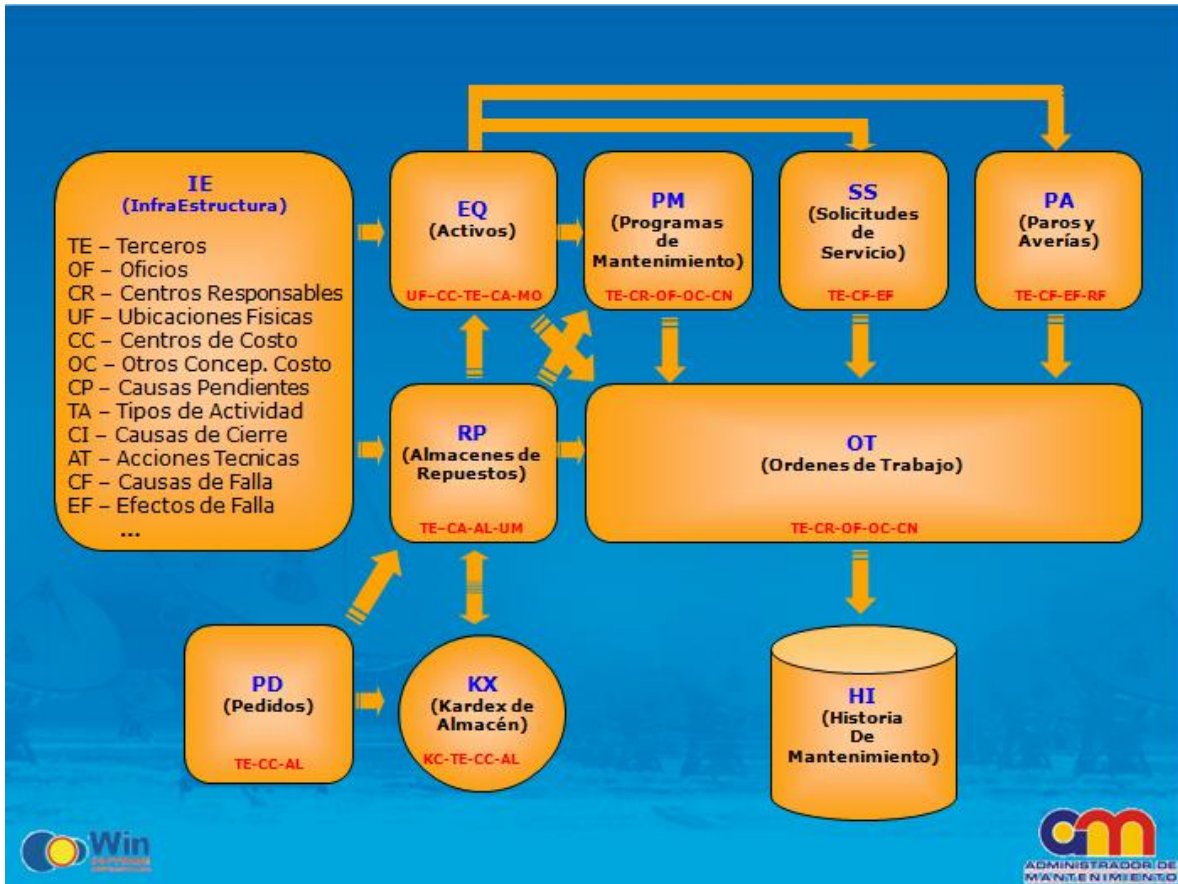 IE
(InfraEstructura)
TE – Terceros
OF – Oficios
CR – Centros Responsables
UF – Ubicaciones Fisicas
CC – Centros de Costo
OC – Otros Concep. Costo
CP – Causas Pendientes
TA – Tipos de Actividad
CI – Causas de Cierre
AT – Acciones Tecnicas
CF – Causas de Falla
EF – Efectos de Falla
...
EQ
(Activos)
UF–CC-TE–CA-MO
PM
(Programas
de
Mantenimiento)
TE-CR-OF-OC-CN
SS
(Solicitudes
de
Servicio)
TE-CF-EF
PA
(Paros y
Averías)
TE-CF-EF-RF
RP
(Almacenes de
Repuestos)
TE–CA-AL-UM
OT
(Ordenes de Trabajo)
TE-CR-OF-OC-CN
PD
(Pedidos)
TE-CC-AL
KX
(Kardex de
Almacén)
KC-TE-CC-AL
HI
(Historia
De
Mantenimiento)
Win
SOFTWARE
am
ADMINISTRADOR DE
MANTENIMIENTO